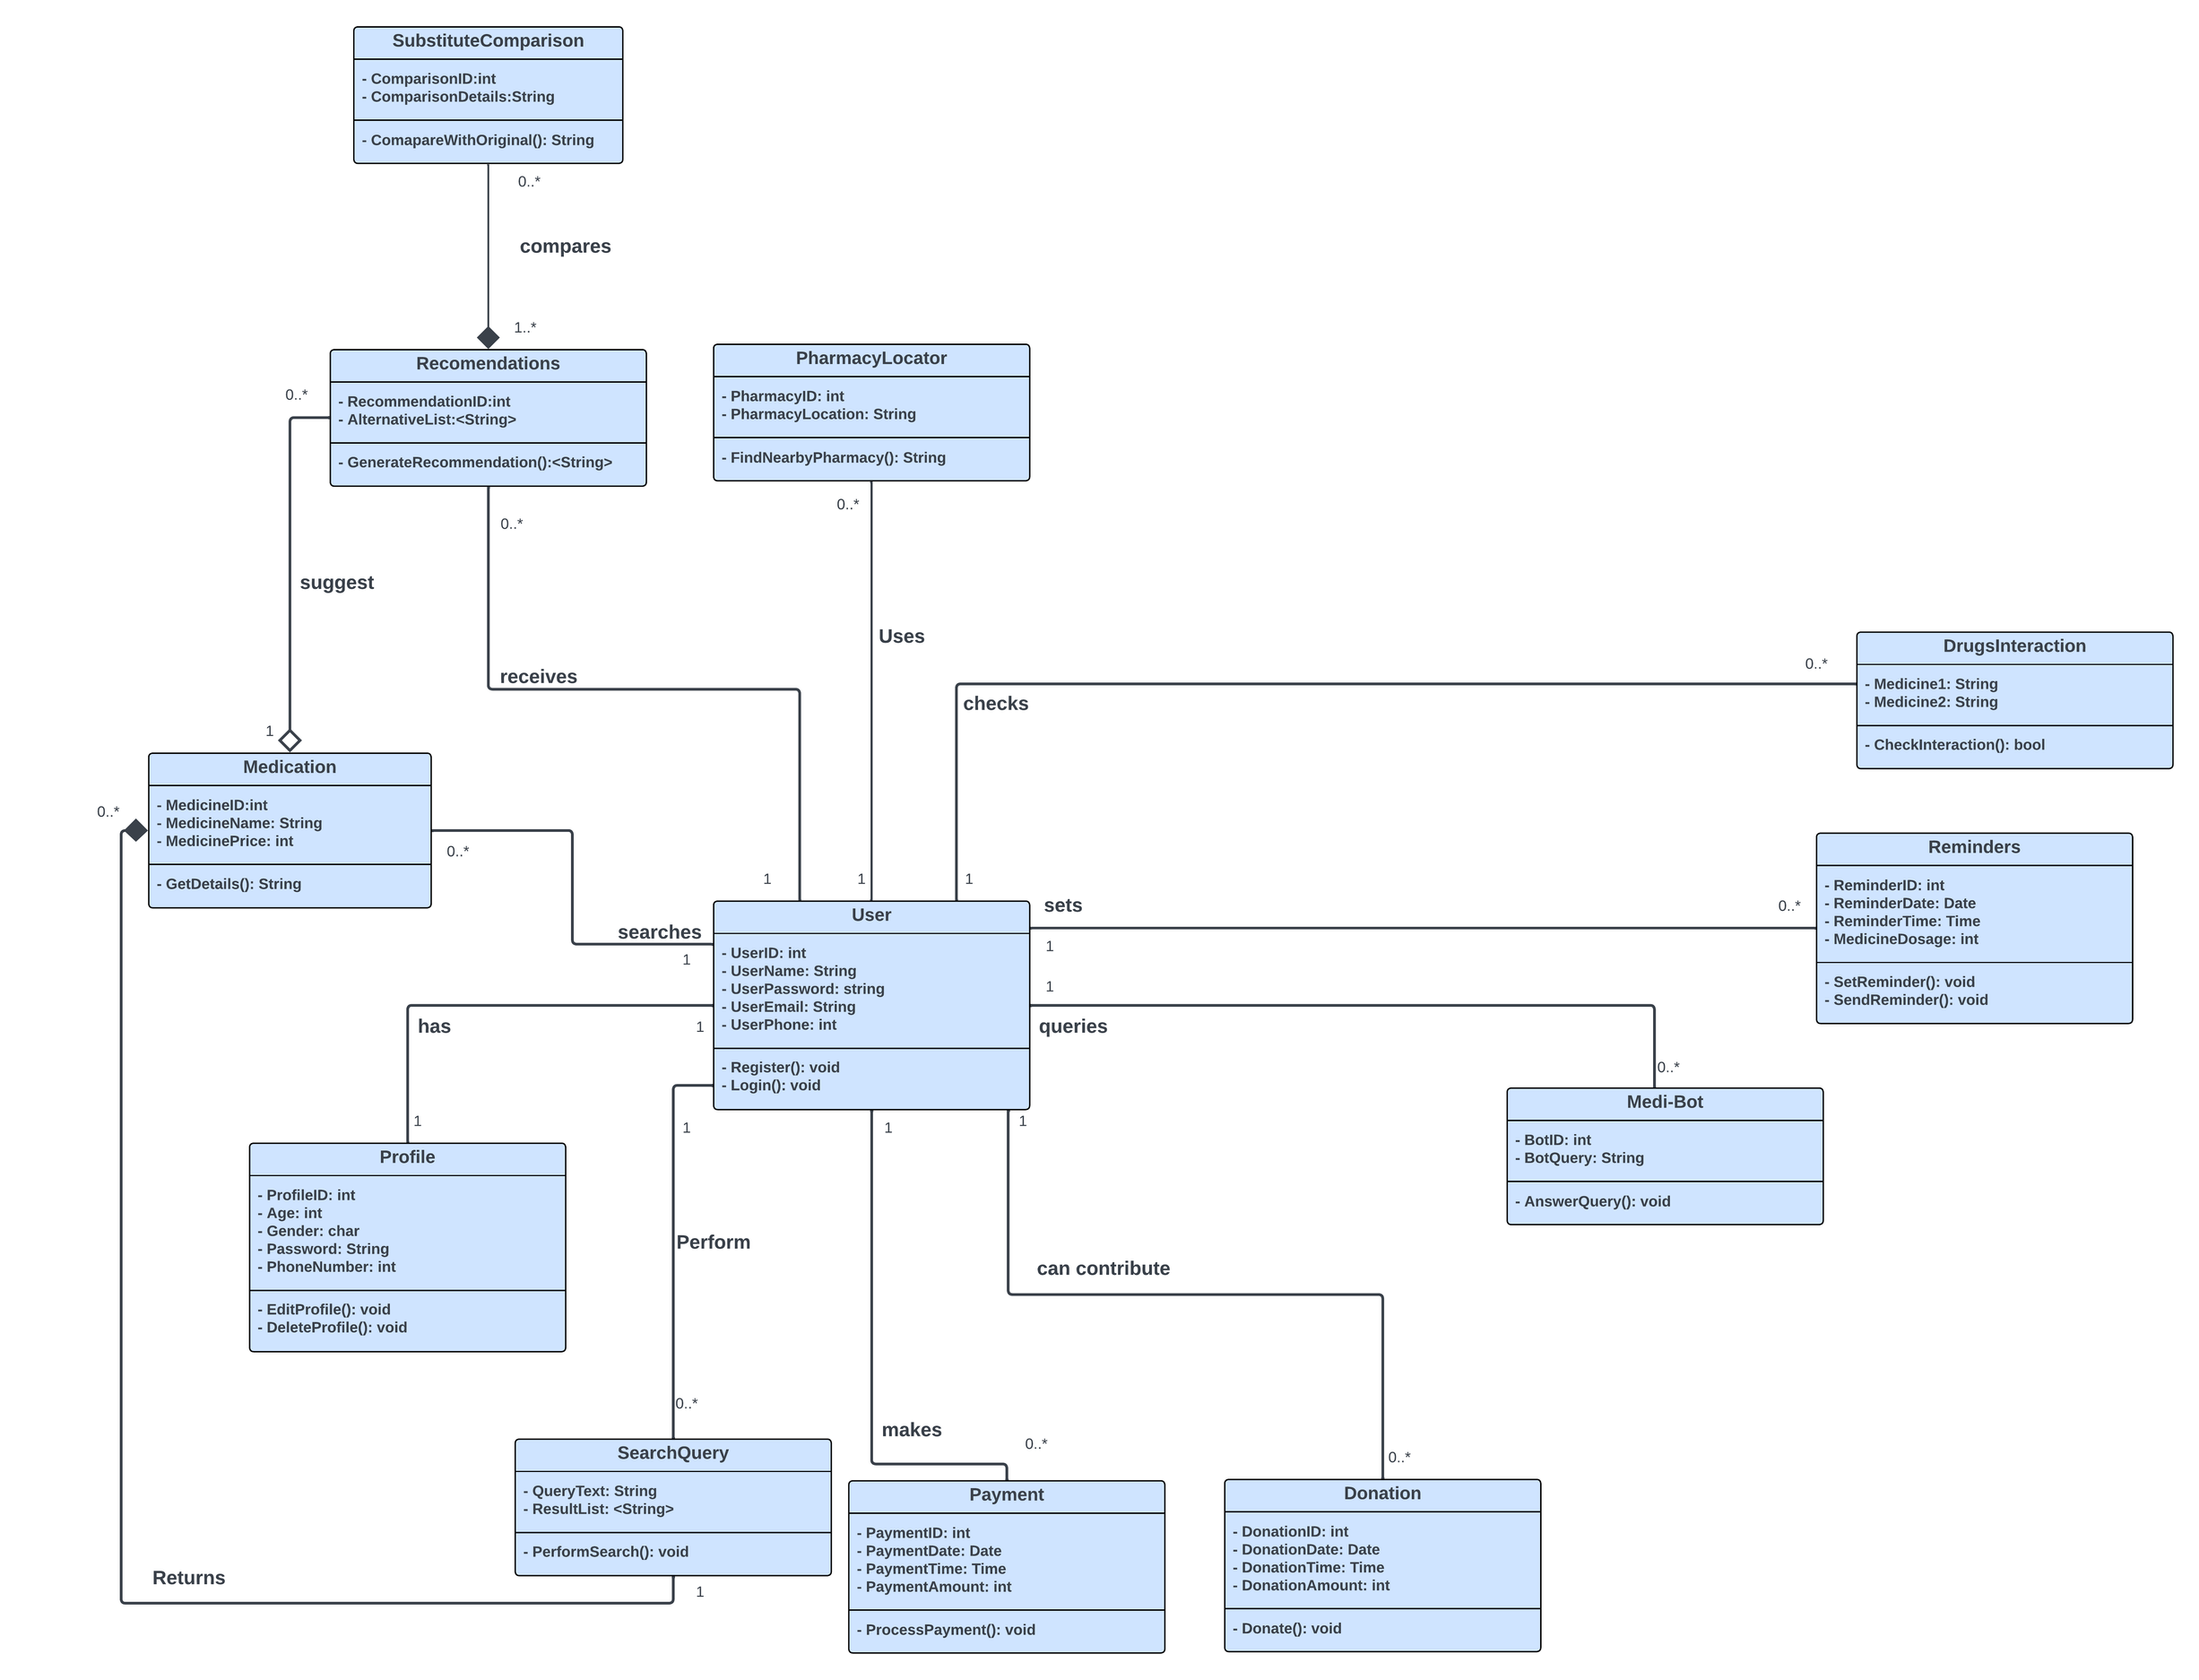 SubstituteComparison
- ComparisonID:int
- ComparisonDetails:String
- ComapareWithOriginal(): String
0..*
compares
1..*
Recomendations
- RecommendationID:int
- AlternativeList:<String>
- GenerateRecommendation():<String>
0..*
0..*
suggest
1
receives
1
PharmacyLocator
- PharmacyID: int
- PharmacyLocation: String
- FindNearbyPharmacy(): String
0..*
Uses
1
DrugsInteraction
- Medicine1: String
- Medicine2: String
- CheckInteraction(): bool
0..*
checks
1
Medication
- MedicineID:int
- MedicineName: String
- MedicinePrice: int
- GetDetails(): String
0..*
0..*
searches
1
User
- UserID: int
- UserName: String
- UserPassword: string
- UserEmail: String
- UserPhone: int
- Register(): void
- Login(): void
sets
1
0..*
Reminders
- ReminderID: int
- ReminderDate: Date
- ReminderTime: Time
- MedicineDosage: int
- SetReminder(): void
- SendReminder(): void
1
queries
0..*
Medi-Bot
- BotID: int
- BotQuery: String
- AnswerQuery(): void
has
1
1
Profile
- ProfileID: int
- Age: int
- Gender: char
- Password: String
- PhoneNumber: int
- EditProfile(): void
- DeleteProfile(): void
1
Perform
0..*
SearchQuery
- QueryText: String
- ResultList: <String>
- PerformSearch(): void
Returns
1
1
makes
0..*
Payment
- PaymentID: int
- PaymentDate: Date
- PaymentTime: Time
- PaymentAmount: int
- ProcessPayment(): void
1
can contribute
0..*
Donation
- DonationID: int
- DonationDate: Date
- DonationTime: Time
- DonationAmount: int
- Donate(): void